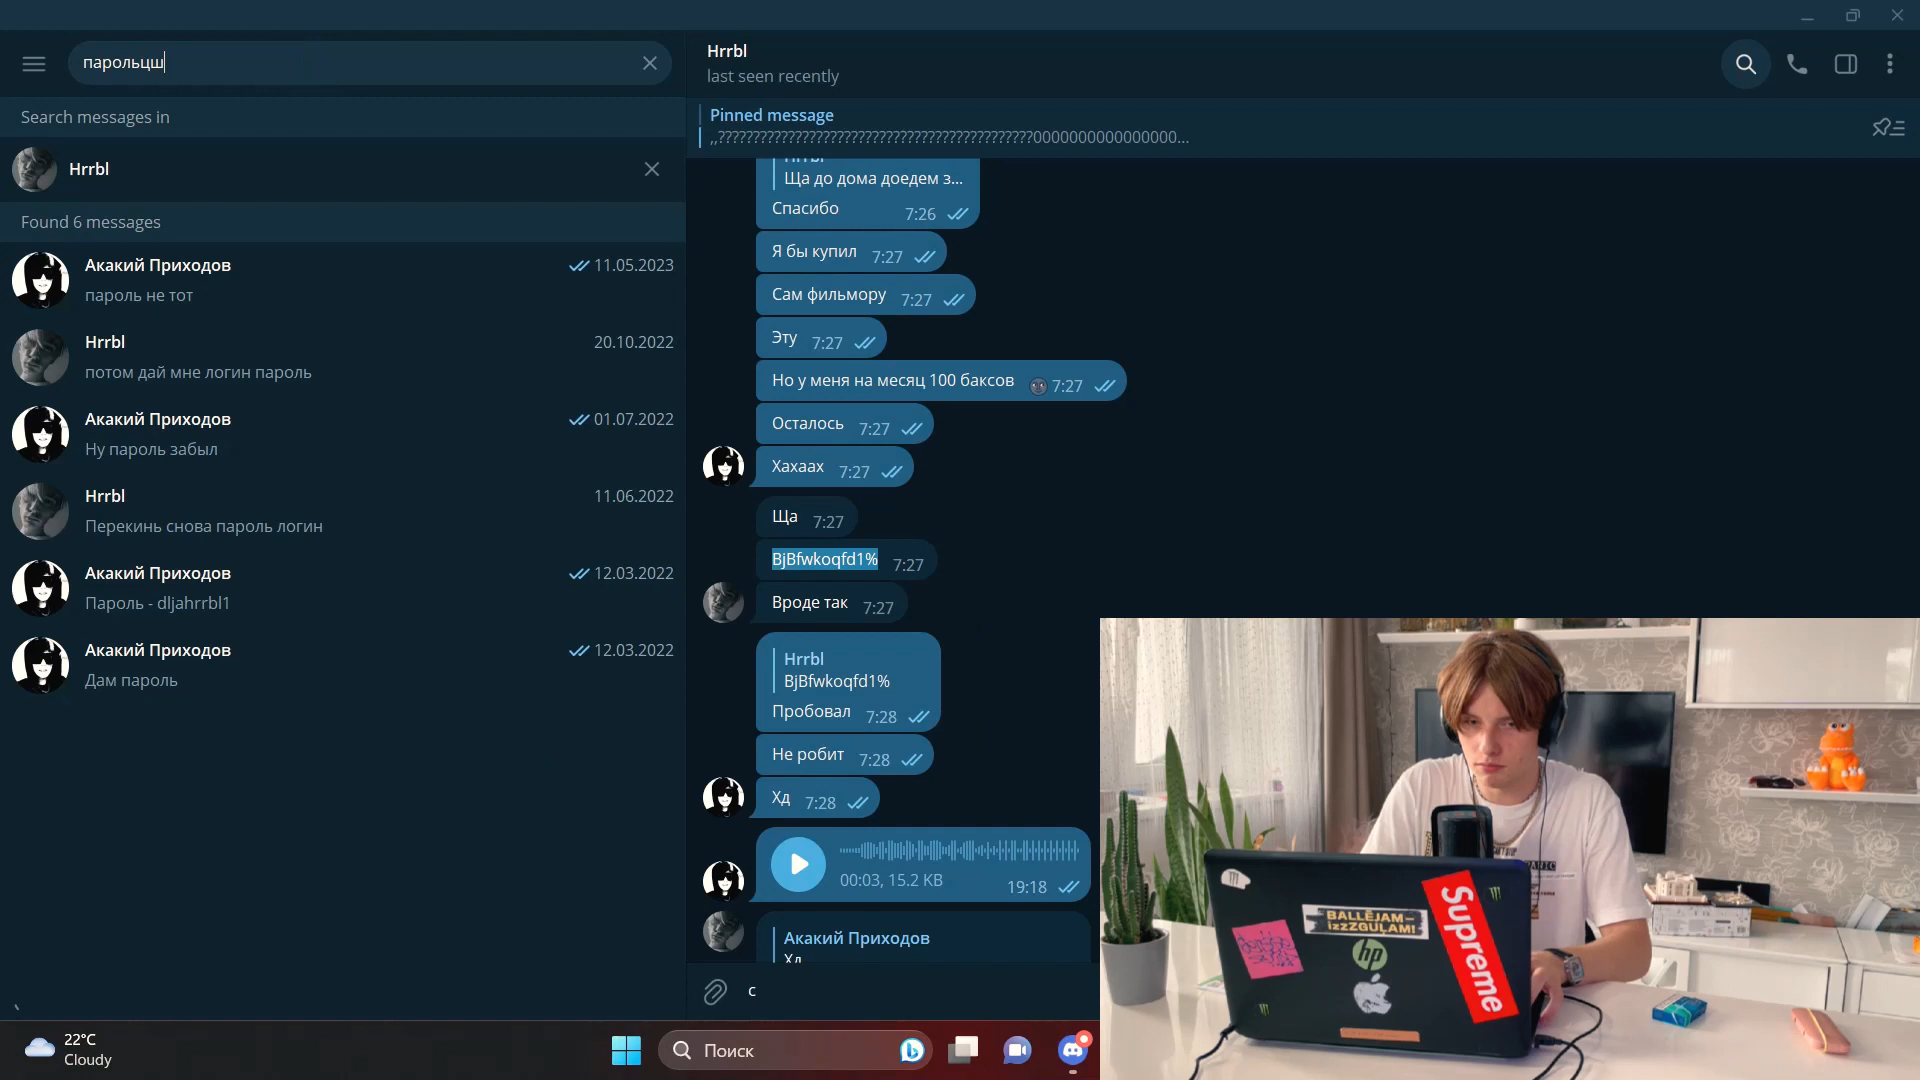 парольцш
Search messages in
Hrrbl
Found 6 messages
Акакий Приходов
11.05.2023
пароль не тот
Hrrbl
20.10.2022
потом дай мне логин пароль
Акакий Приходов
01.07.2022
Ну пароль забыл
Hrrbl
11.06.2022
Перекинь снова пароль логин
Акакий Приходов
12.03.2022
Пароль - dljahrrbl1
Акакий Приходов
12.03.2022
Дам пароль
Hrrbl
last seen recently
Pinned message
Ща до дома доедем з...
Спасибо 7:26
Я бы купил 7:27
Сам фильмору 7:27
Эту 7:27
Но у меня на месяц 100 баксов 7:27
Осталось 7:27
Хахаах 7:27
Ща 7:27
BjBfwkoqfd1% 7:27
Вроде так 7:27
Hrrbl
BjBfwkoqfd1%
Пробовал 7:28
Не робит 7:28
Хд 7:28
00:03, 15.2 KB 19:18
Акакий Приходов
Хд
с
22°C
Cloudy
Поиск
BALLĒJAM–
izzZGUĻAM!
hp
Supreme